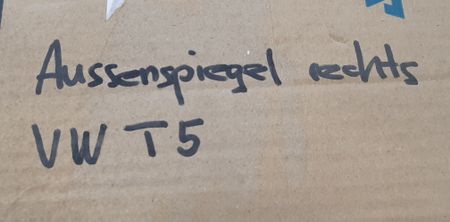 Aussenspiegel rechts
VW T5